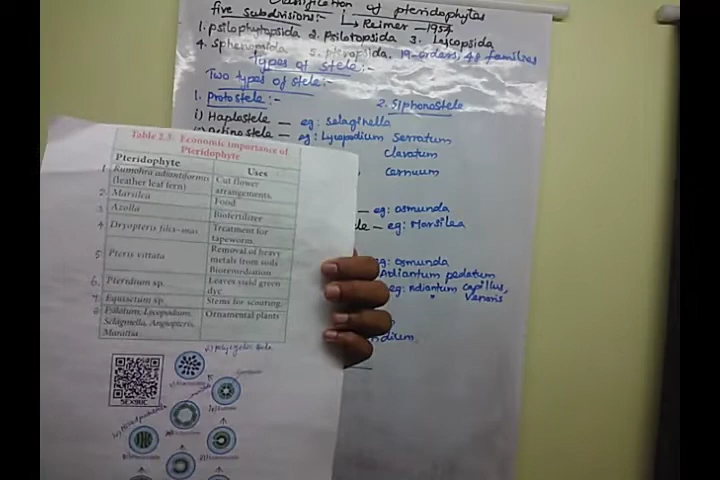 Classification of pteridophytas
five subdivisions:- Reimer - 1954
1. psilophytopsida 2. Psilotopsida 3. Lycopsida
4. Sphenopsida 5. pteropsida. 19-orders, 48 families
Types of stele:-
Two types of stele:-
1. Protostele:- 2. Siphonostele
i) Haplostele — eg: Selaginella
eg: Lycopodium Serratum
Clavatum
Cernuum
eg: osmunda
eg: Marsilea
eg: osmunda
Adiantum pedatum
eg: Adiantum capillus,
" veneris
Table 2.3: Economic importance of
Pteridophyte
Pteridophyte Uses
1. Rumohra adiantiformis (leather leaf fern) Cut flower arrangements.
2. Marsilea Food
3. Azolla Biofertilizer
4. Dryopteris filix-mas Treatment for tapeworm.
5. Pteris vittata Removal of heavy metals from soils Bioremediation
6. Pteridium sp. Leaves yield green dye
7. Equisetum sp. Stems for scouring.
8. Psilotum, Lycopodium, Selaginella, Angiopteris, Marattia Ornamental plants